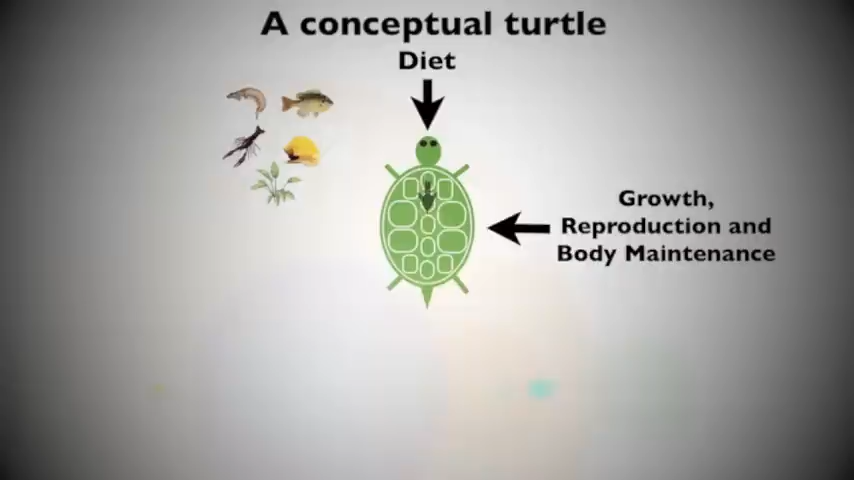 A conceptual turtle
Diet
Growth,
Reproduction and
Body Maintenance